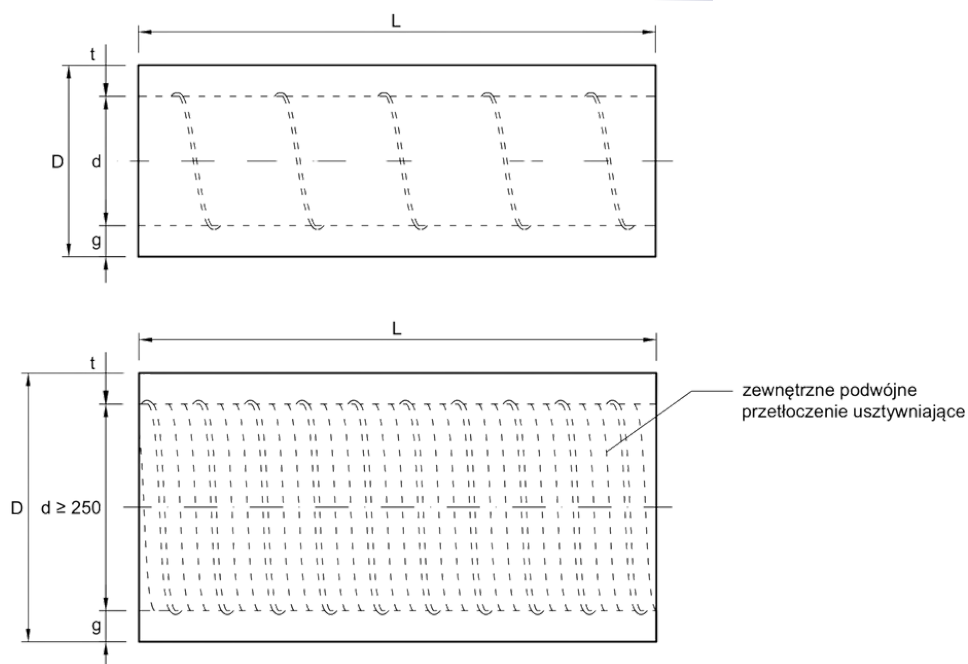 L
t
D
d
g
L
t
zewnętrzne podwójne
przetłoczenie usztywniające
D
d ≥ 250
g